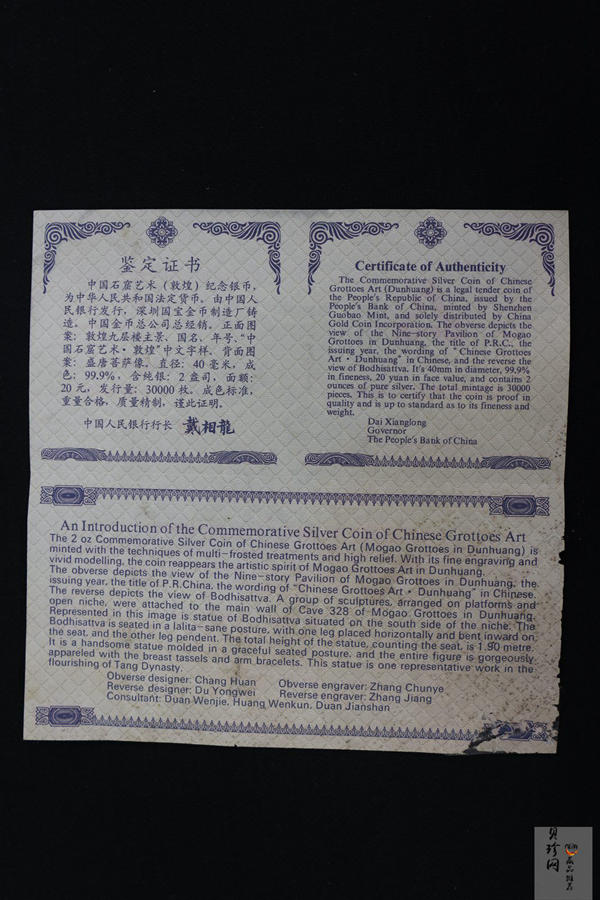 鉴定证书
中国石窟艺术（敦煌）纪念银币，
为中华人民共和国法定货币。由中国人
民银行发行，深圳国宝金币制造厂铸
造。中国金币总公司总经销。正面图
案：敦煌九层楼主景、国名、年号、“中
国石窟艺术·敦煌”中文字样。背面图
案：盛唐菩萨像。直径：40毫米，成
色：99.9%，含纯银：2盎司，面额：
20元，发行量：30000枚。成色标准，
重量合格，质量精制，谨此证明。
中国人民银行行长 戴相龍
Certificate of Authenticity
The Commemorative Silver Coin of Chinese
Grottoes Art (Dunhuang) is a legal tender coin of
the People's Republic of China, issued by the
People's Bank of China, minted by Shenzhen
Guobao Mint, and solely distributed by China
Gold Coin Incorporation. The obverse depicts the
view of the Nine-story Pavilion of Mogao
Grottoes in Dunhuang, the title of P.R.C., the
issuing year, the wording of "Chinese Grottoes
Art · Dunhuang" in Chinese, and the reverse the
view of Bodhisattva. It's 40mm in diameter, 99.9%
in fineness, 20 yuan in face value, and contains 2
ounces of pure silver. The total mintage is 30000
pieces. This is to certify that the coin is proof in
quality and is up to standard as to its fineness and
weight.
Dai Xianglong
Governor
The People's Bank of China
An Introduction of the Commemorative Silver Coin of Chinese Grottoes Art
The 2 oz Commemorative Silver Coin of Chinese Grottoes Art (Mogao Grottoes in Dunhuang) is
minted with the techniques of multi-frosted treatments and high relief. With its fine engraving and
vivid modelling, the coin reappears the artistic spirit of Mogao Grottoes Art in Dunhuang.
The obverse depicts the view of the Nine-story Pavilion of Mogao Grottoes in Dunhuang, the
issuing year, the title of P.R.China, the wording of "Chinese Grottoes Art · Dunhuang" in Chinese.
The reverse depicts the view of Bodhisattva. A group of sculptures, arranged on platforms and
open niche, were attached to the main wall of Cave 328 of Mogao Grottoes in Dunhuang.
Represented in this image is statue of Bodhisattva situated on the south side of the niche. The
Bodhisattva is seated in a lalita-sane posture, with one leg placed horizontally and bent inward on
the seat, and the other leg pendent. The total height of the statue, counting the seat, is 1.90 metre.
It is a handsome statue molded in a graceful seated posture, and the entire figure is gorgeously
appareled with the breast tassels and arm bracelets. This statue is one representative work in the
flourishing of Tang Dynasty.
Obverse designer: Chang Huan Obverse engraver: Zhang Chunye
Reverse designer: Du Yongwei Reverse engraver: Zhang Jiang
Consultant: Duan Wenjie, Huang Wenkun, Duan Jianshan
贝珍网